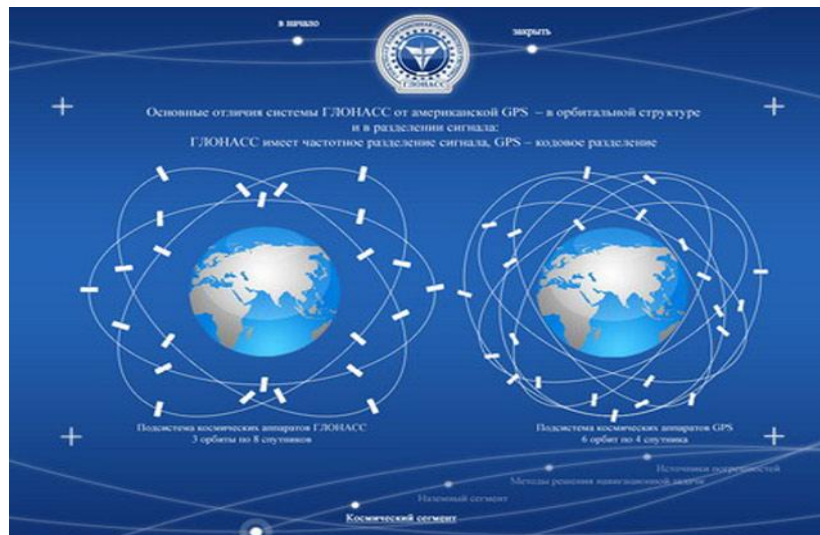 в начало
закрыть
ГЛОНАСС
Основные отличия системы ГЛОНАСС от американской GPS – в орбитальной структуре
и в разделении сигнала:
ГЛОНАСС имеет частотное разделение сигнала, GPS – кодовое разделение
Подсистема космических аппаратов ГЛОНАСС
3 орбиты по 8 спутников
Подсистема космических аппаратов GPS
6 орбит по 4 спутника
Источники погрешностей
Методы решения навигационной задачи
Наземный сегмент
Космический сегмент